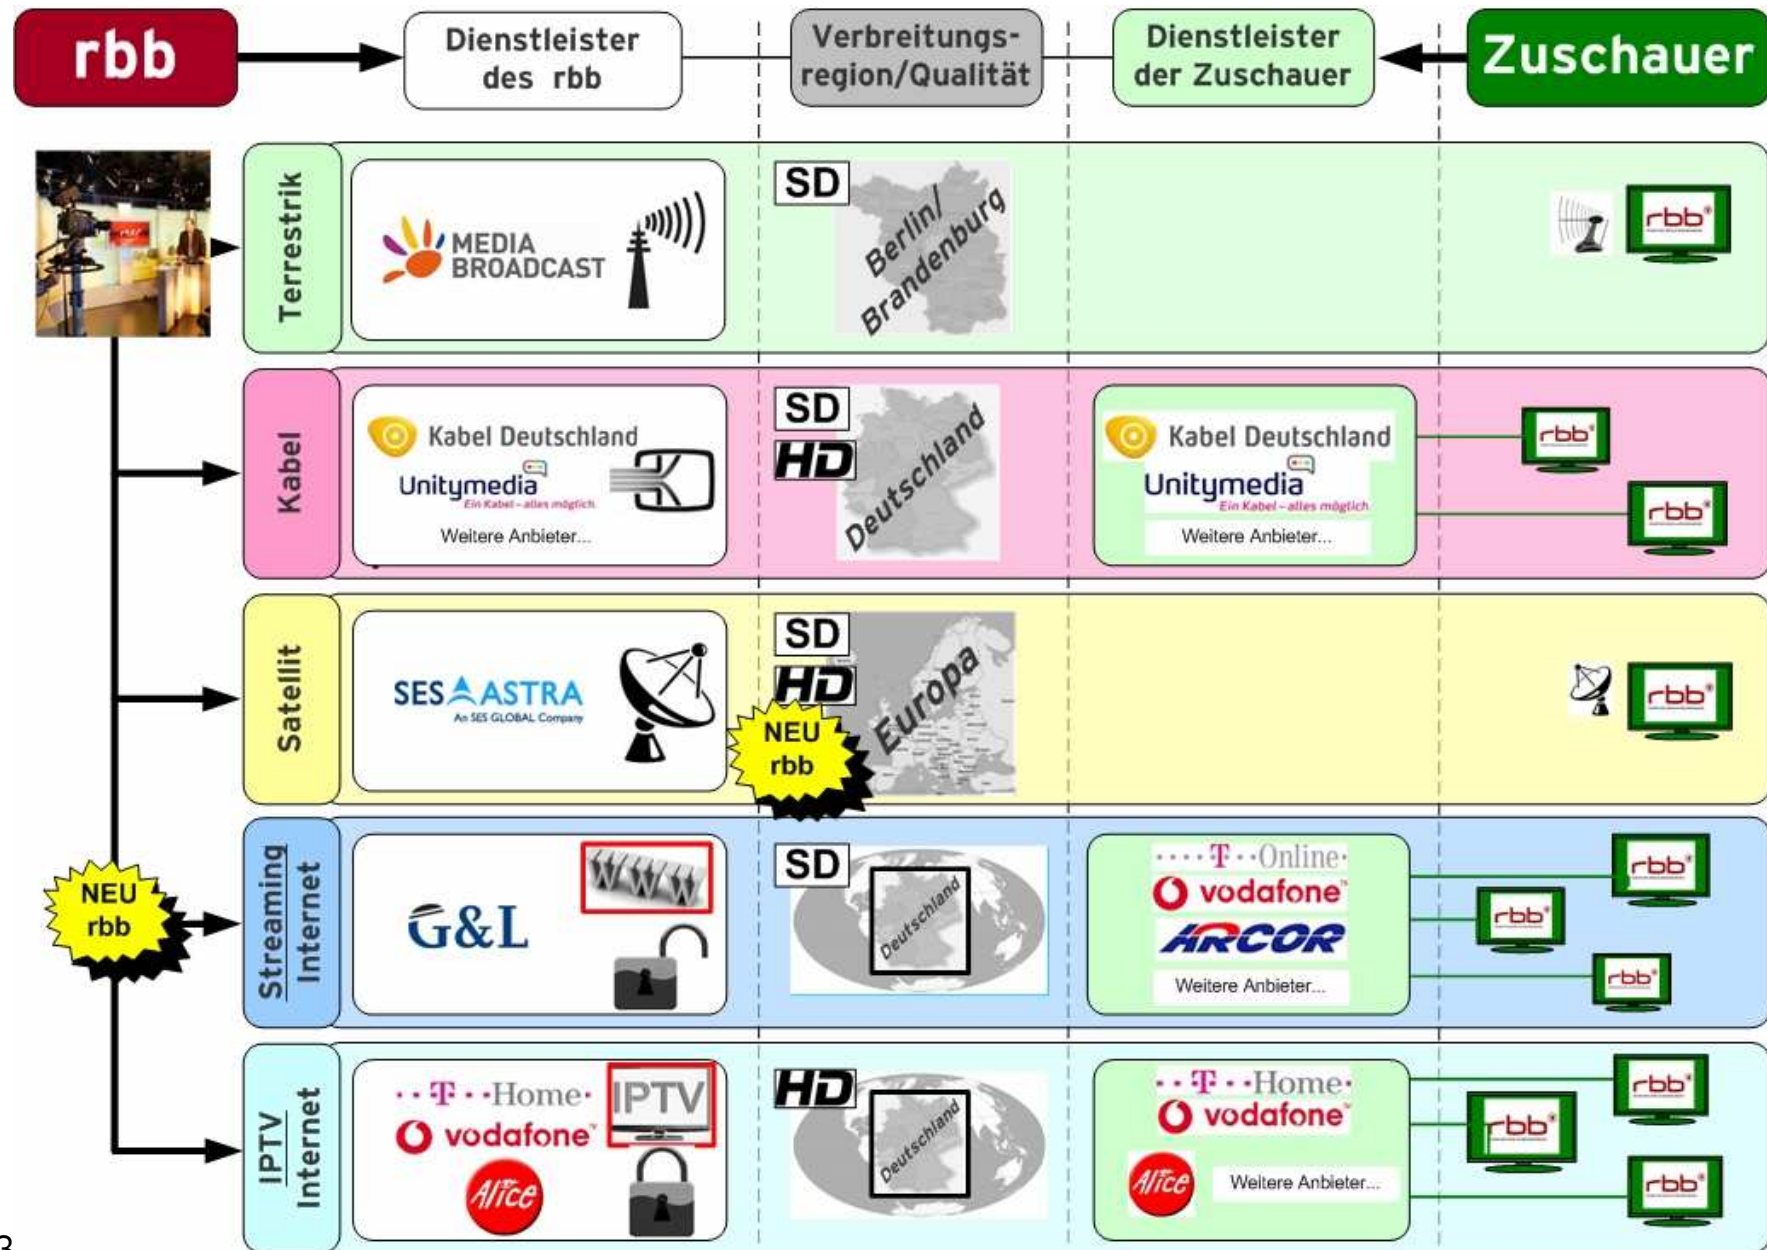 rbb
Dienstleister
des rbb
Verbreitungs-
region/Qualität
Dienstleister
der Zuschauer
Zuschauer
Terrestrik
MEDIA
BROADCAST
SD
Berlin/
Brandenburg
rbb
Kabel
Kabel Deutschland
Unitymedia
Ein Kabel – alles möglich.
Weitere Anbieter...
SD
HD
Deutschland
Kabel Deutschland
Unitymedia
Ein Kabel – alles möglich.
Weitere Anbieter...
rbb
rbb
Satellit
SES ASTRA
An SES GLOBAL Company
SD
HD
NEU
rbb
Europa
rbb
NEU
rbb
Streaming
Internet
G&L
WWW
SD
Deutschland
T Online
vodafone
ARCOR
Weitere Anbieter...
rbb
rbb
rbb
IPTV
Internet
T Home
vodafone
Alice
IPTV
HD
Deutschland
T Home
vodafone
Alice
Weitere Anbieter...
rbb
rbb
rbb
3